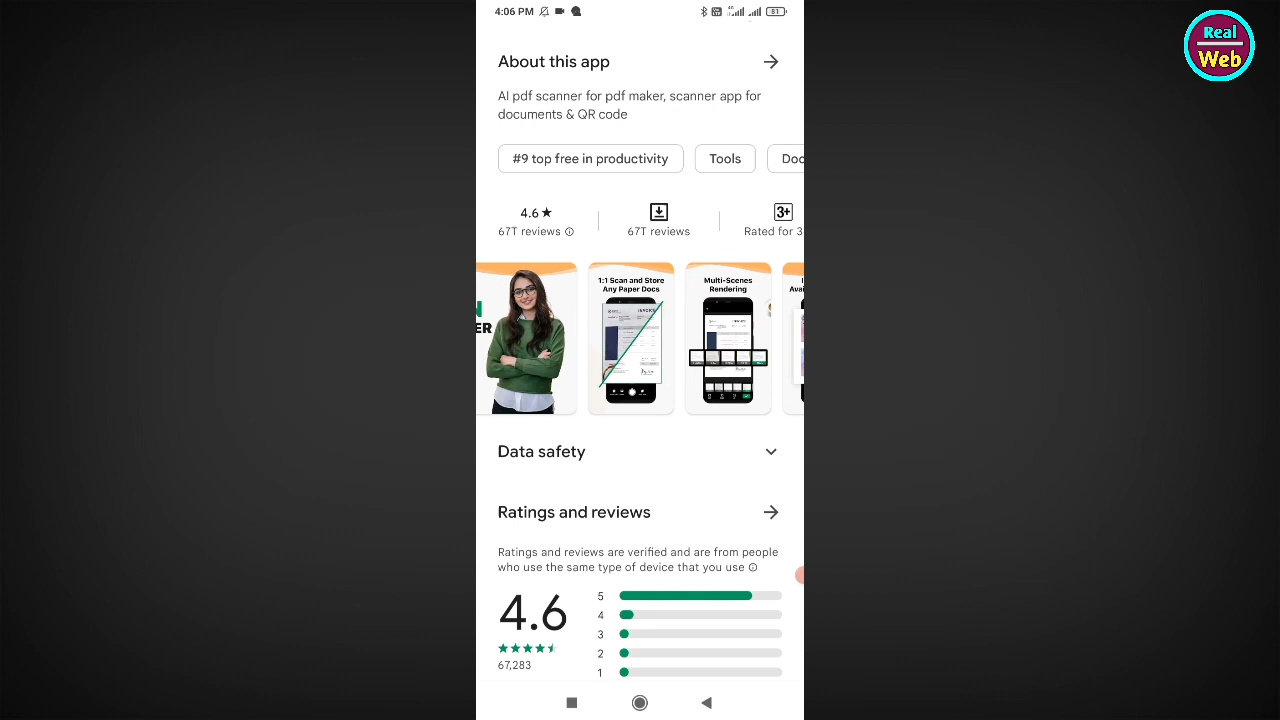 4:06 PM
81
Real
Web
About this app
AI pdf scanner for pdf maker, scanner app for
documents & QR code
#9 top free in productivity
Tools
Doc
4.6★
67T reviews
67T reviews
3+
Rated for 3
ER
1:1 Scan and Store
Any Paper Docs
INVOICE
Multi-Scenes
Rendering
Avai
Data safety
Ratings and reviews
Ratings and reviews are verified and are from people
who use the same type of device that you use
4.6
67,283
5
4
3
2
1